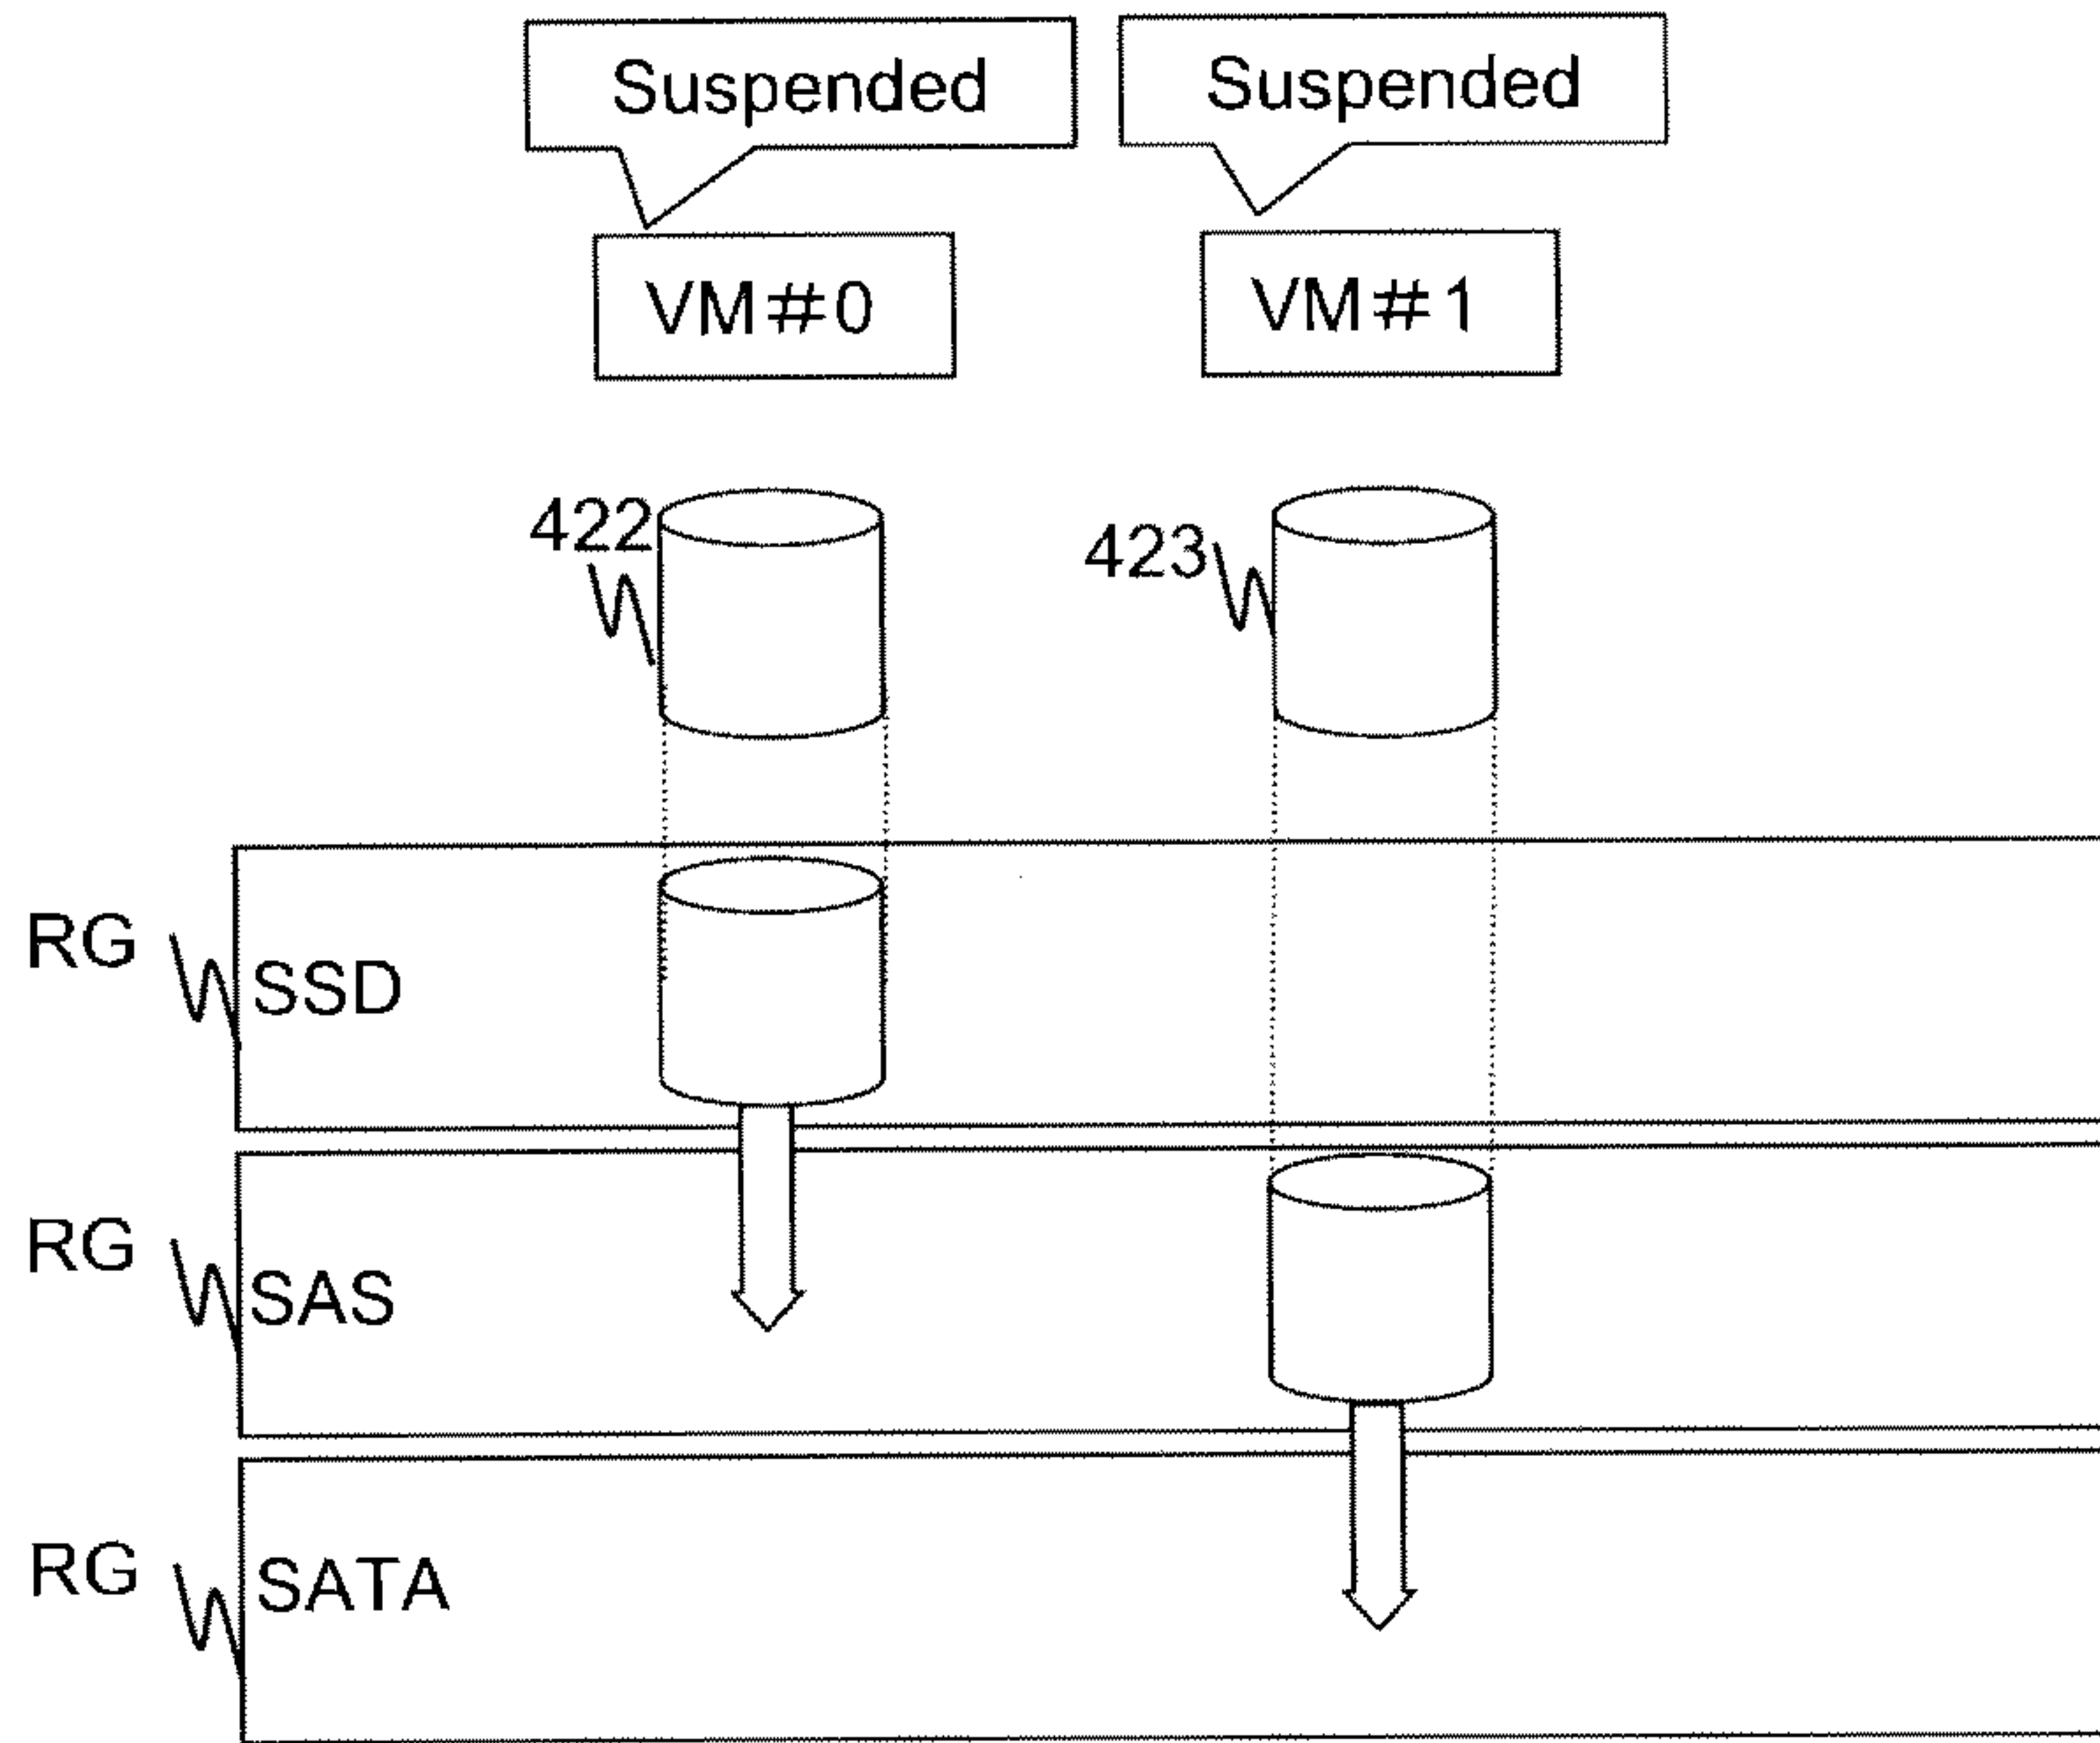 Suspended
Suspended
VM#0
VM#1
422
423
RG
SSD
RG
SAS
RG
SATA